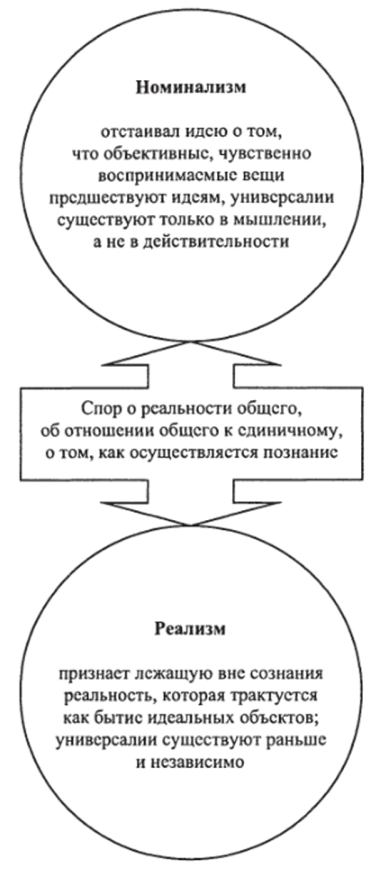 Номинализм
отстаивал идею о том,
что объективные, чувственно
воспринимаемые вещи
предшествуют идеям, универсалии
существуют только в мышлении,
а не в действительности
Спор о реальности общего,
об отношении общего к единичному,
о том, как осуществляется познание
Реализм
признает лежащую вне сознания
реальность, которая трактуется
как бытие идеальных объектов;
универсалии существуют раньше
и независимо